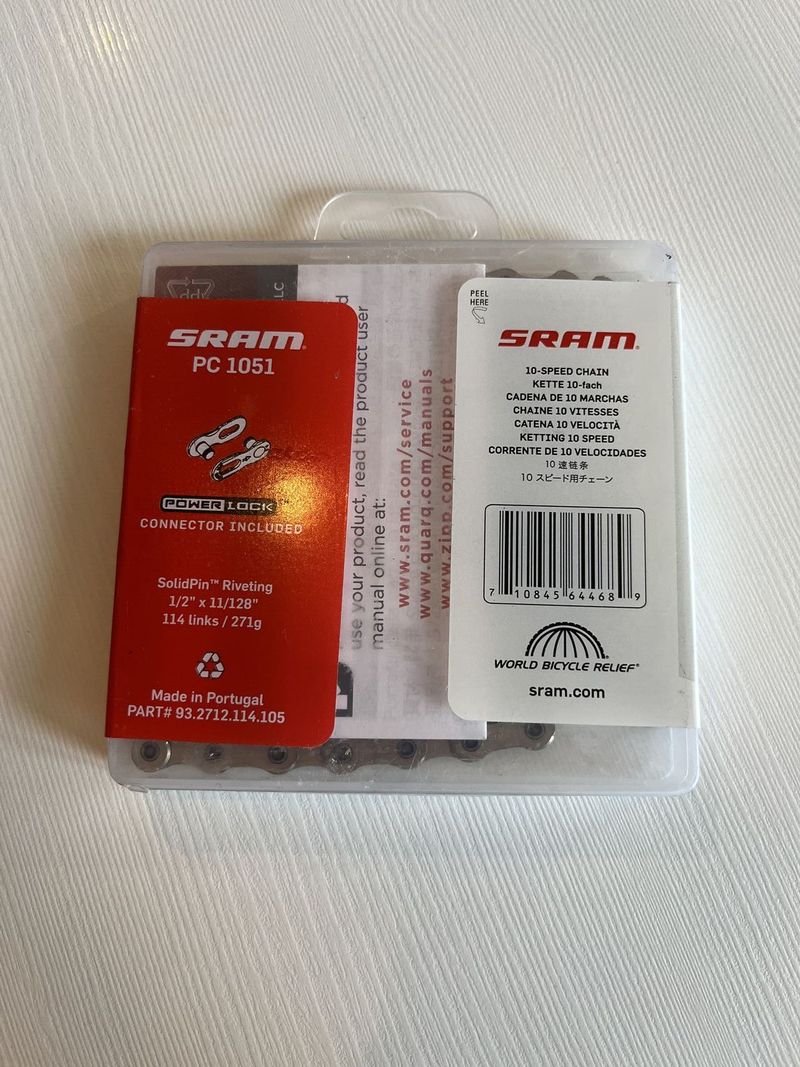 SRAM
PC 1051
POWERLOCK™
CONNECTOR INCLUDED
SolidPin™ Riveting
1/2" x 11/128"
114 links / 271g
Made in Portugal
PART# 93.2712.114.105
LLC
use your product, read the product user
manual online at:
www.sram.com/service
www.quarq.com/manuals
www.zipp.com/support
PEEL
HERE
SRAM
10-SPEED CHAIN
KETTE 10-fach
CADENA DE 10 MARCHAS
CHAINE 10 VITESSES
CATENA 10 VELOCITÀ
KETTING 10 SPEED
CORRENTE DE 10 VELOCIDADES
10 速链条
10 スピード用チェーン
7 10845 64468 9
WORLD BICYCLE RELIEF®
sram.com